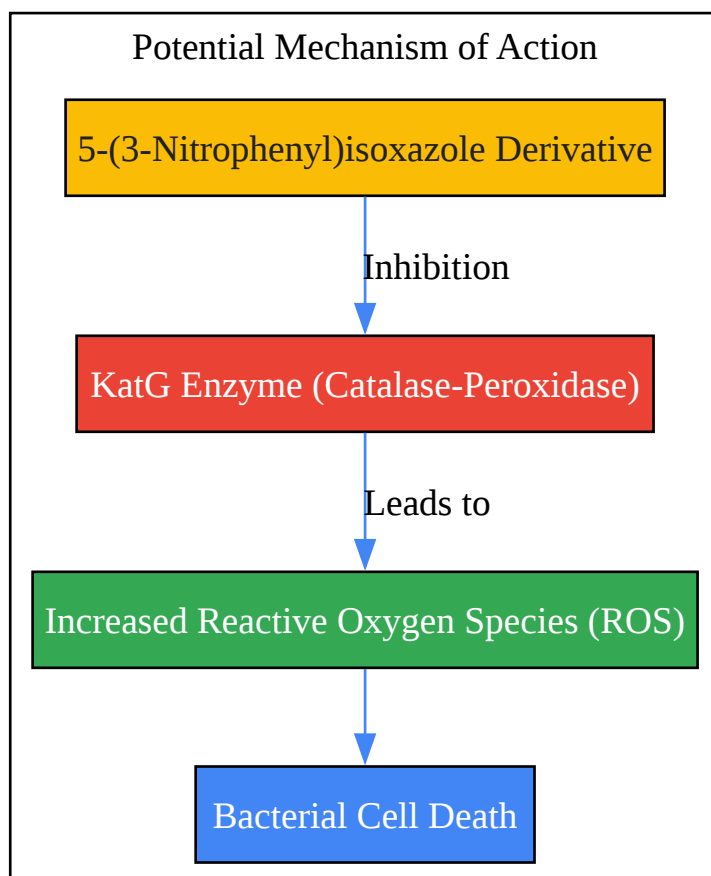 Potential Mechanism of Action
5-(3-Nitrophenyl)isoxazole Derivative
Inhibition
KatG Enzyme (Catalase-Peroxidase)
Leads to
Increased Reactive Oxygen Species (ROS)
Bacterial Cell Death